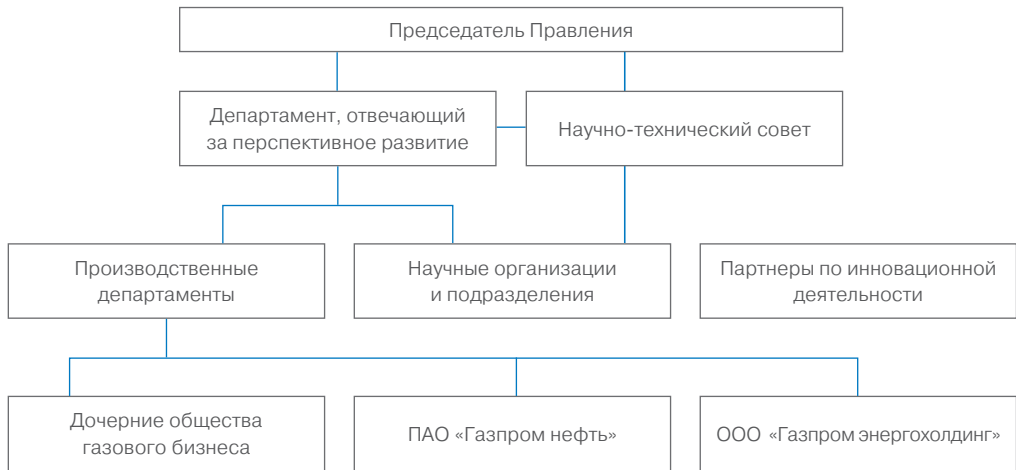 Председатель Правления
Департамент, отвечающий
за перспективное развитие
Научно-технический совет
Производственные
департаменты
Научные организации
и подразделения
Партнеры по инновационной
деятельности
Дочерние общества
газового бизнеса
ПАО «Газпром нефть»
ООО «Газпром энергохолдинг»